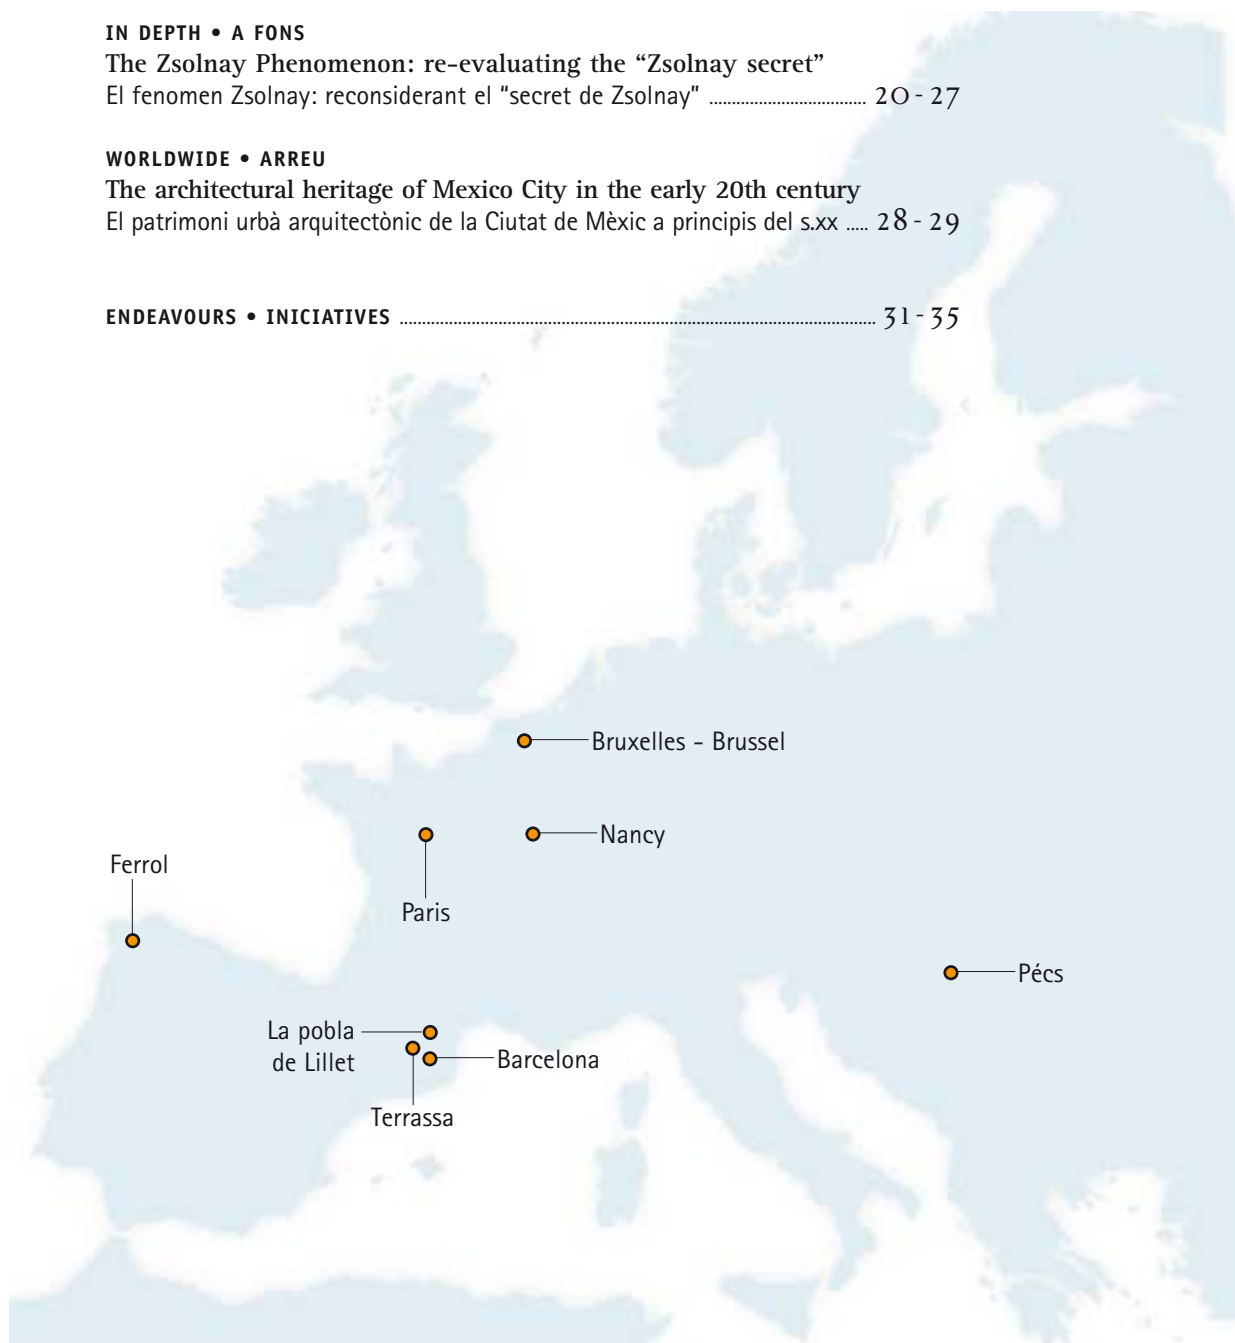 IN DEPTH • A FONS
The Zsolnay Phenomenon: re-evaluating the “Zsolnay secret”
El fenomen Zsolnay: reconsiderant el “secret de Zsolnay” .................................. 20 - 27
WORLDWIDE • ARREU
The architectural heritage of Mexico City in the early 20th century
El patrimoni urbà arquitectònic de la Ciutat de Mèxic a principis del s.xx ..... 28 - 29
ENDEAVOURS • INICIATIVES .......................................................................................................... 31 - 35
Bruxelles - Brussel
Nancy
Ferrol
Paris
Pécs
La pobla
de Lillet
Barcelona
Terrassa